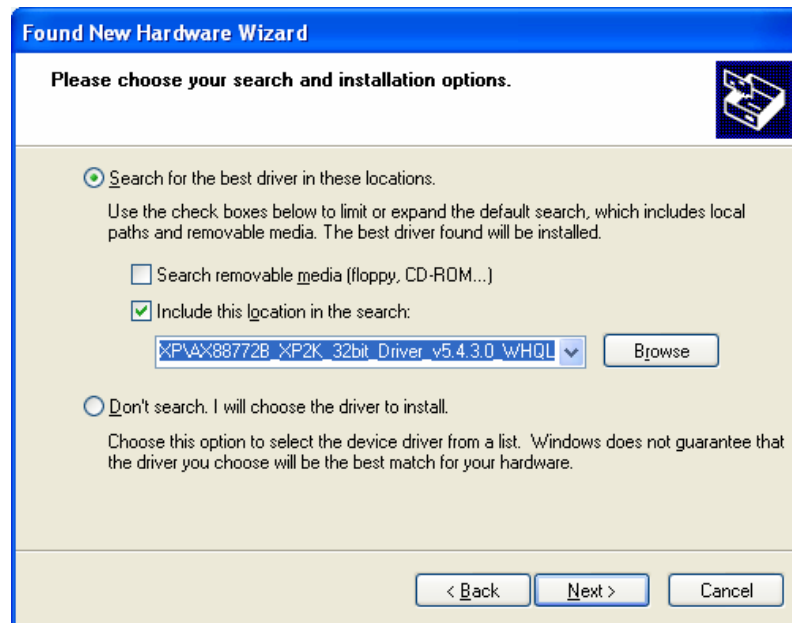 Found New Hardware Wizard
Please choose your search and installation options.
Search for the best driver in these locations.
Use the check boxes below to limit or expand the default search, which includes local
paths and removable media. The best driver found will be installed.
Search removable media (floppy, CD-ROM...)
Include this location in the search:
XP\AX88772B_XP2K_32bit_Driver_v5.4.3.0_WHQL
Browse
Don't search. I will choose the driver to install.
Choose this option to select the device driver from a list. Windows does not guarantee that
the driver you choose will be the best match for your hardware.
< Back
Next >
Cancel